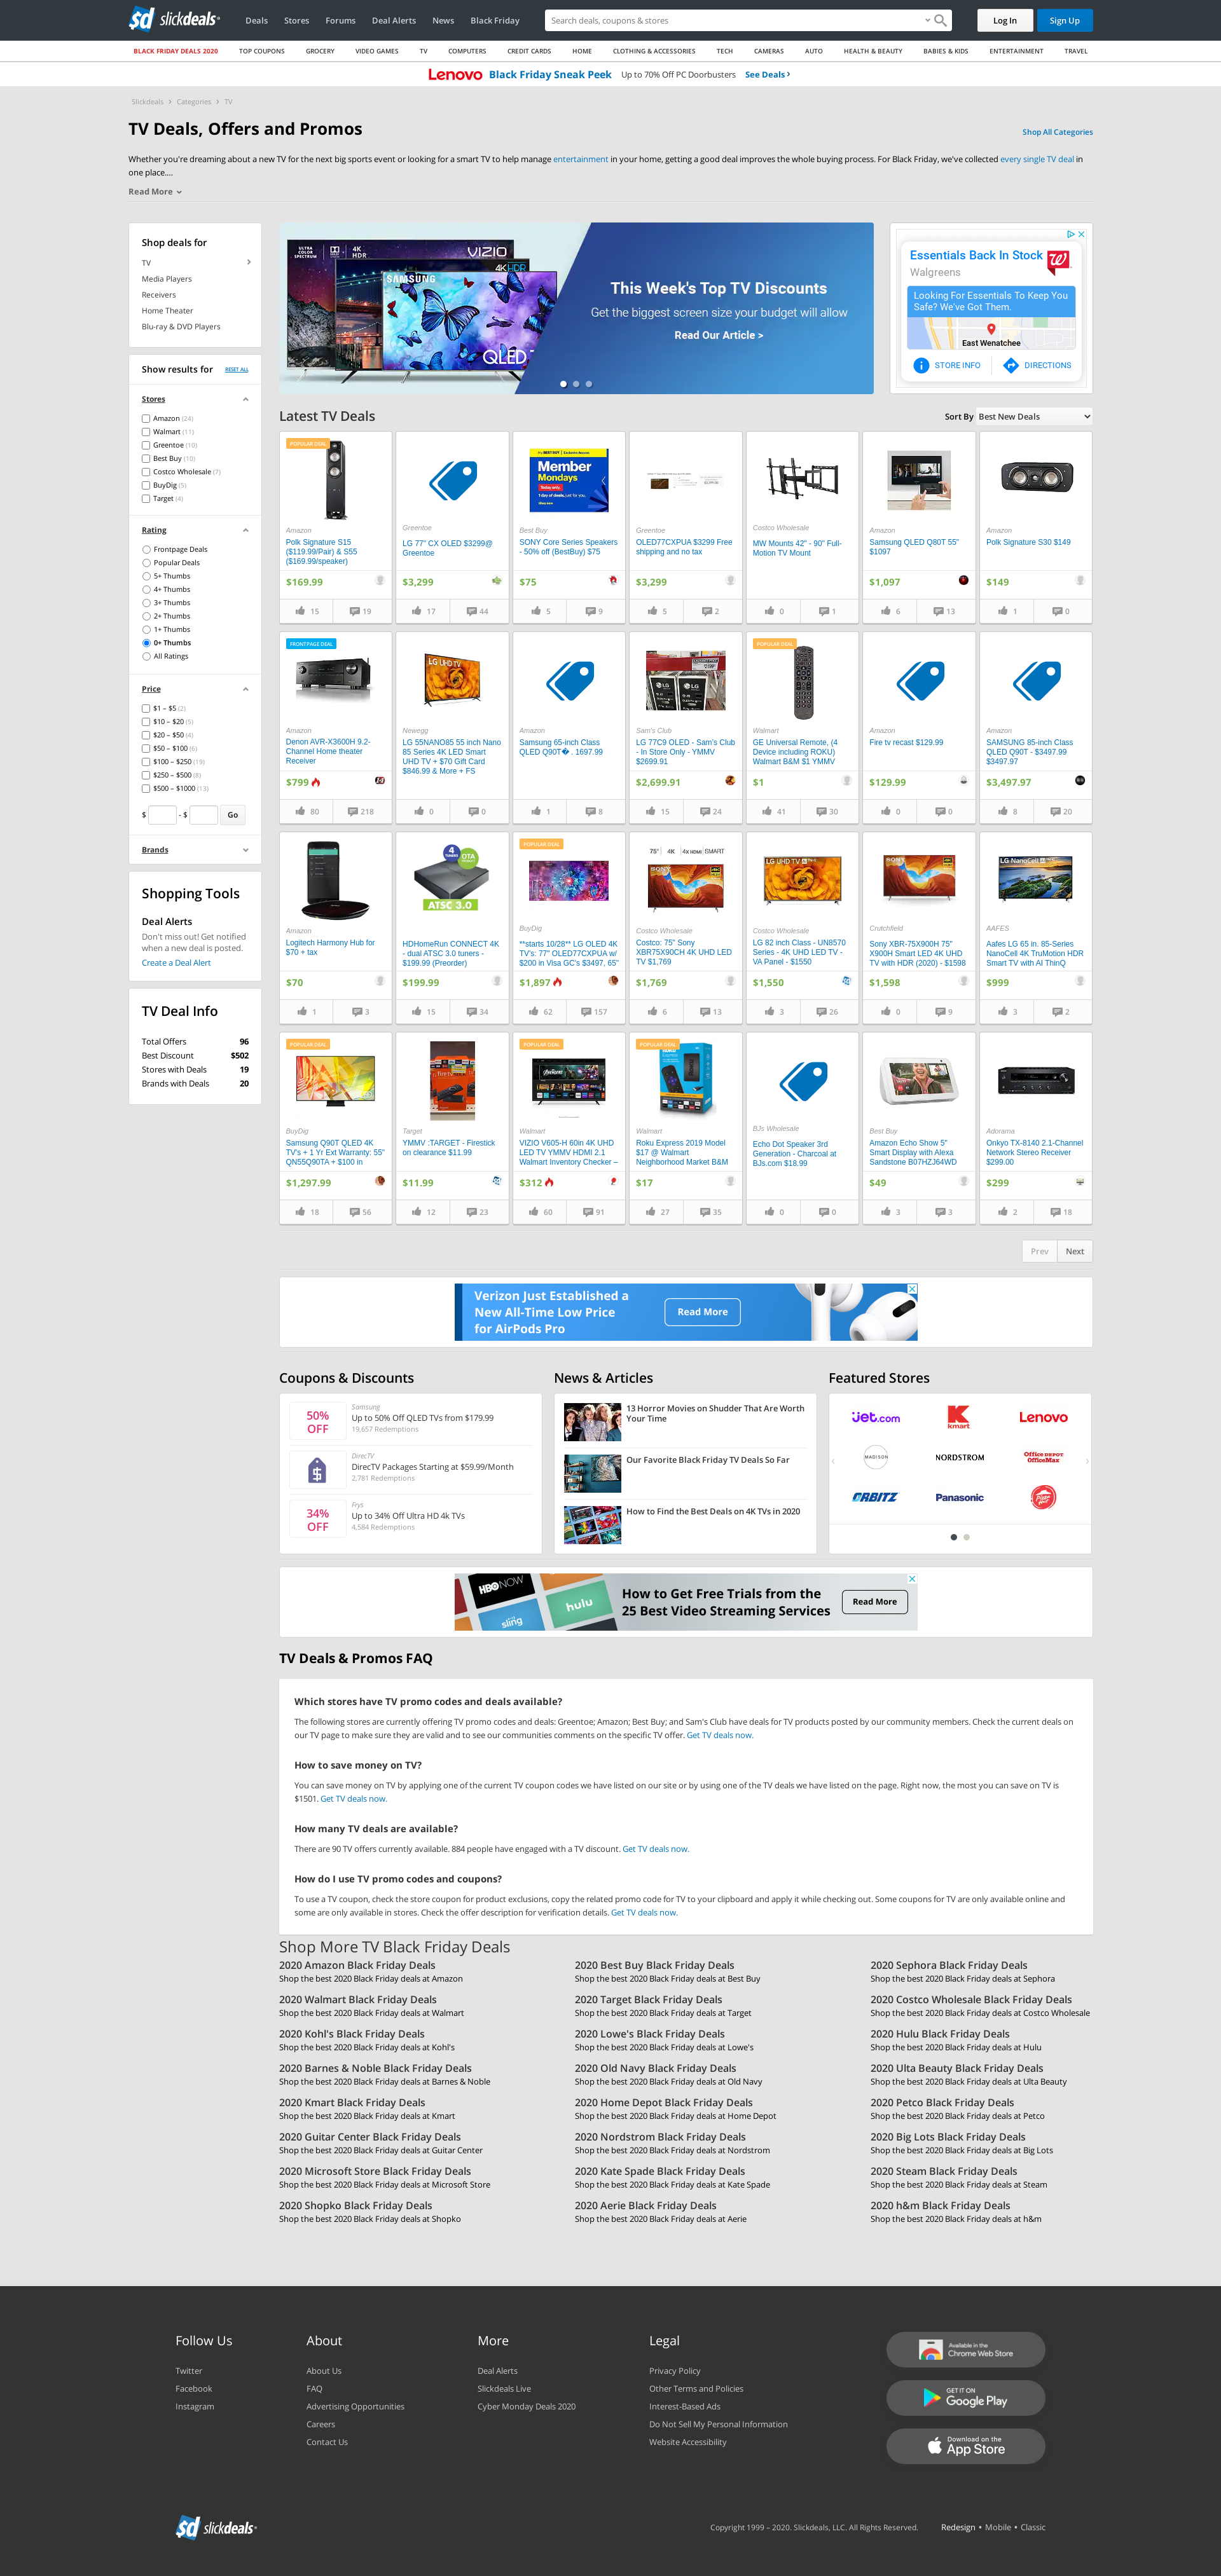 slickdeals
Deals
Stores
Forums
Deal Alerts
News
Black Friday
Search deals, coupons & stores
Log In
Sign Up
BLACK FRIDAY DEALS 2020
TOP COUPONS
GROCERY
VIDEO GAMES
TV
COMPUTERS
CREDIT CARDS
HOME
CLOTHING & ACCESSORIES
TECH
CAMERAS
AUTO
HEALTH & BEAUTY
BABIES & KIDS
ENTERTAINMENT
TRAVEL
Lenovo Black Friday Sneak Peek Up to 70% Off PC Doorbusters See Deals
Slickdeals > Categories > TV
TV Deals, Offers and Promos
Shop All Categories
Whether you're dreaming about a new TV for the next big sports event or looking for a smart TV to help manage entertainment in your home, getting a good deal improves the whole buying process. For Black Friday, we've collected every single TV deal in
one place....
Read More
Shop deals for
TV
Media Players
Receivers
Home Theater
Blu-ray & DVD Players
Show results for
RESET ALL
Stores
Amazon (24)
Walmart (11)
Greentoe (10)
Best Buy (10)
Costco Wholesale (7)
BuyDig (5)
Target (4)
Rating
Frontpage Deals
Popular Deals
5+ Thumbs
4+ Thumbs
3+ Thumbs
2+ Thumbs
1+ Thumbs
0+ Thumbs
All Ratings
Price
$1 – $5 (2)
$10 – $20 (5)
$20 – $50 (4)
$50 – $100 (6)
$100 – $250 (19)
$250 – $500 (8)
$500 – $1000 (13)
$ - $ Go
Brands
Shopping Tools
Deal Alerts
Don't miss out! Get notified
when a new deal is posted.
Create a Deal Alert
TV Deal Info
Total Offers 96
Best Discount $502
Stores with Deals 19
Brands with Deals 20
VIZIO
SAMSUNG
QLED
This Week's Top TV Discounts
Get the biggest screen size your budget will allow
Read Our Article >
Essentials Back In Stock
Walgreens
Looking For Essentials To Keep You
Safe? We've Got Them.
East Wenatchee
STORE INFO
DIRECTIONS
Latest TV Deals
Sort By Best New Deals
POPULAR DEAL
Amazon
Polk Signature S15
($119.99/Pair) & S55
($169.99/speaker)
$169.99
15 19
Greentoe
LG 77" CX OLED $3299@
Greentoe
$3,299
17 44
Member
Mondays
Best Buy
SONY Core Series Speakers
- 50% off (BestBuy) $75
$75
5 9
Greentoe
OLED77CXPUA $3299 Free
shipping and no tax
$3,299
5 2
Costco Wholesale
MW Mounts 42" - 90" Full-
Motion TV Mount
0 1
Amazon
Samsung QLED Q80T 55"
$1097
$1,097
6 13
Amazon
Polk Signature S30 $149
$149
1 0
FRONTPAGE DEAL
Amazon
Denon AVR-X3600H 9.2-
Channel Home theater
Receiver
$799
80 218
LG UHD TV
Newegg
LG 55NANO85 55 inch Nano
85 Series 4K LED Smart
UHD TV + $70 Gift Card
$846.99 & More + FS
0 0
Amazon
Samsung 65-inch Class
QLED Q90T�. 1697.99
1 8
Sam's Club
LG 77C9 OLED - Sam's Club
- In Store Only - YMMV
$2699.91
$2,699.91
15 24
POPULAR DEAL
Walmart
GE Universal Remote, (4
Device including ROKU)
Walmart B&M $1 YMMV
$1
41 30
Amazon
Fire tv recast $129.99
$129.99
0 0
Amazon
SAMSUNG 85-inch Class
QLED Q90T - $3497.99
$3497.97
$3,497.97
8 20
Amazon
Logitech Harmony Hub for
$70 + tax
$70
1 3
4 TUNERS
OTA
ATSC 3.0
HDHomeRun CONNECT 4K
- dual ATSC 3.0 tuners -
$199.99 (Preorder)
$199.99
15 34
POPULAR DEAL
BuyDig
**starts 10/28** LG OLED 4K
TV's: 77" OLED77CXPUA w/
$200 in Visa GC's $3497, 65"
$1,897
62 157
75" 4K 4x HDMI SMART
SONY
Costco Wholesale
Costco: 75" Sony
XBR75X90CH 4K UHD LED
TV $1,769
$1,769
6 13
LG UHD TV
Costco Wholesale
LG 82 inch Class - UN8570
Series - 4K UHD LED TV -
VA Panel - $1550
$1,550
3 26
SONY
Crutchfield
Sony XBR-75X900H 75"
X900H Smart LED 4K UHD
TV with HDR (2020) - $1598
$1,598
0 9
LG NanoCell
AAFES
Aafes LG 65 in. 85-Series
NanoCell 4K TruMotion HDR
Smart TV with AI ThinQ
$999
3 2
POPULAR DEAL
BuyDig
Samsung Q90T QLED 4K
TV's + 1 Yr Ext Warranty: 55"
QN55Q90TA + $100 in
$1,297.99
18 56
Target
YMMV :TARGET - Firestick
on clearance $11.99
$11.99
12 23
POPULAR DEAL
Walmart
VIZIO V605-H 60in 4K UHD
LED TV YMMV HDMI 2.1
Walmart Inventory Checker –
$312
60 91
POPULAR DEAL
Walmart
Roku Express 2019 Model
$17 @ Walmart
Neighborhood Market B&M
$17
27 35
BJs Wholesale
Echo Dot Speaker 3rd
Generation - Charcoal at
BJs.com $18.99
0 0
Best Buy
Amazon Echo Show 5"
Smart Display with Alexa
Sandstone B07HZJ64WD
$49
3 3
Adorama
Onkyo TX-8140 2.1-Channel
Network Stereo Receiver
$299.00
$299
2 18
Prev
Next
Verizon Just Established a
New All-Time Low Price
for AirPods Pro
Read More
Coupons & Discounts
50%
OFF
Samsung
Up to 50% Off QLED TVs from $179.99
19,657 Redemptions
DirecTV
DirecTV Packages Starting at $59.99/Month
2,781 Redemptions
34%
OFF
Frys
Up to 34% Off Ultra HD 4k TVs
4,584 Redemptions
News & Articles
13 Horror Movies on Shudder That Are Worth
Your Time
Our Favorite Black Friday TV Deals So Far
How to Find the Best Deals on 4K TVs in 2020
Featured Stores
jet.com
kmart
Lenovo
MADISON
NORDSTROM
Office DEPOT
OfficeMax
ORBITZ
Panasonic
Pizza Hut
HBO NOW
hulu
sling
How to Get Free Trials from the
25 Best Video Streaming Services
Read More
TV Deals & Promos FAQ
Which stores have TV promo codes and deals available?
The following stores are currently offering TV promo codes and deals: Greentoe; Amazon; Best Buy; and Sam's Club have deals for TV products posted by our community members. Check the current deals on
our TV page to make sure they are valid and to see our communities comments on the specific TV offer. Get TV deals now.
How to save money on TV?
You can save money on TV by applying one of the current TV coupon codes we have listed on our site or by using one of the TV deals we have listed on the page. Right now, the most you can save on TV is
$1501. Get TV deals now.
How many TV deals are available?
There are 90 TV offers currently available. 884 people have engaged with a TV discount. Get TV deals now.
How do I use TV promo codes and coupons?
To use a TV coupon, check the store coupon for product exclusions, copy the related promo code for TV to your clipboard and apply it while checking out. Some coupons for TV are only available online and
some are only available in stores. Check the offer description for verification details. Get TV deals now.
Shop More TV Black Friday Deals
2020 Amazon Black Friday Deals
Shop the best 2020 Black Friday deals at Amazon
2020 Best Buy Black Friday Deals
Shop the best 2020 Black Friday deals at Best Buy
2020 Sephora Black Friday Deals
Shop the best 2020 Black Friday deals at Sephora
2020 Walmart Black Friday Deals
Shop the best 2020 Black Friday deals at Walmart
2020 Target Black Friday Deals
Shop the best 2020 Black Friday deals at Target
2020 Costco Wholesale Black Friday Deals
Shop the best 2020 Black Friday deals at Costco Wholesale
2020 Kohl's Black Friday Deals
Shop the best 2020 Black Friday deals at Kohl's
2020 Lowe's Black Friday Deals
Shop the best 2020 Black Friday deals at Lowe's
2020 Hulu Black Friday Deals
Shop the best 2020 Black Friday deals at Hulu
2020 Barnes & Noble Black Friday Deals
Shop the best 2020 Black Friday deals at Barnes & Noble
2020 Old Navy Black Friday Deals
Shop the best 2020 Black Friday deals at Old Navy
2020 Ulta Beauty Black Friday Deals
Shop the best 2020 Black Friday deals at Ulta Beauty
2020 Kmart Black Friday Deals
Shop the best 2020 Black Friday deals at Kmart
2020 Home Depot Black Friday Deals
Shop the best 2020 Black Friday deals at Home Depot
2020 Petco Black Friday Deals
Shop the best 2020 Black Friday deals at Petco
2020 Guitar Center Black Friday Deals
Shop the best 2020 Black Friday deals at Guitar Center
2020 Nordstrom Black Friday Deals
Shop the best 2020 Black Friday deals at Nordstrom
2020 Big Lots Black Friday Deals
Shop the best 2020 Black Friday deals at Big Lots
2020 Microsoft Store Black Friday Deals
Shop the best 2020 Black Friday deals at Microsoft Store
2020 Kate Spade Black Friday Deals
Shop the best 2020 Black Friday deals at Kate Spade
2020 Steam Black Friday Deals
Shop the best 2020 Black Friday deals at Steam
2020 Shopko Black Friday Deals
Shop the best 2020 Black Friday deals at Shopko
2020 Aerie Black Friday Deals
Shop the best 2020 Black Friday deals at Aerie
2020 h&m Black Friday Deals
Shop the best 2020 Black Friday deals at h&m
Follow Us
Twitter
Facebook
Instagram
About
About Us
FAQ
Advertising Opportunities
Careers
Contact Us
More
Deal Alerts
Slickdeals Live
Cyber Monday Deals 2020
Legal
Privacy Policy
Other Terms and Policies
Interest-Based Ads
Do Not Sell My Personal Information
Website Accessibility
Available in the
Chrome Web Store
GET IT ON
Google Play
Download on the
App Store
slickdeals
Copyright 1999 – 2020. Slickdeals, LLC. All Rights Reserved.
Redesign • Mobile • Classic